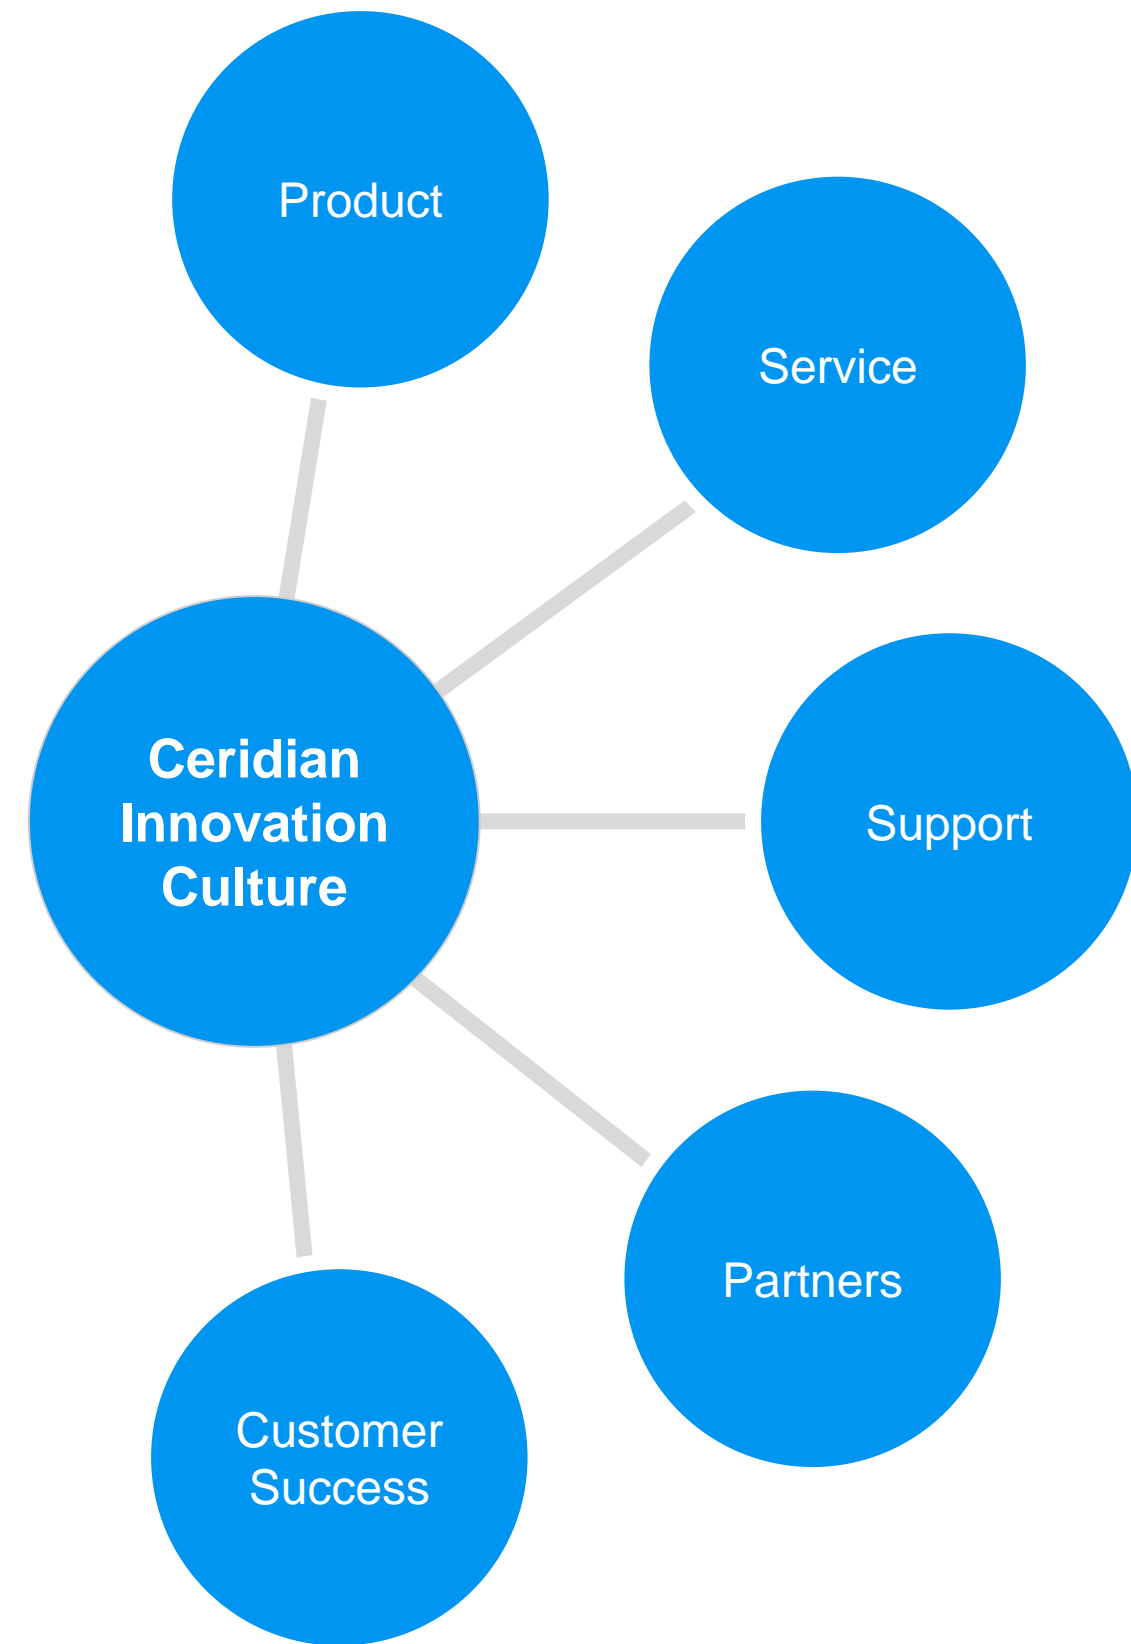 Product
Service
Ceridian
Innovation
Culture
Support
Partners
Customer
Success